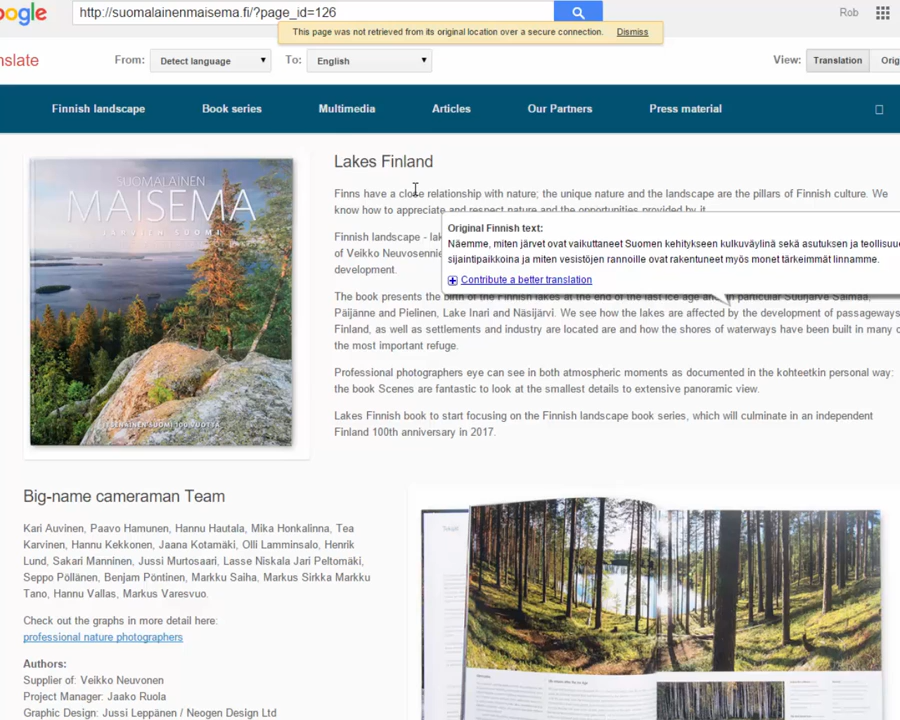 oogle
http://suomalainenmaisema.fi/?page_id=126
Rob
This page was not retrieved from its original location over a secure connection. Dismiss
nslate
From: Detect language To: English View: Translation Orig
Finnish landscape Book series Multimedia Articles Our Partners Press material
SUOMALAINEN
MAISEMA
JÄRVIEN SUOMI
ITSENÄINEN SUOMI 100 VUOTTA
Lakes Finland
Finns have a close relationship with nature; the unique nature and the landscape are the pillars of Finnish culture. We
know how to appreciate and respect nature and the opportunities provided by it.
Finnish landscape - lak
of Veikko Neuvosennie
development.
Original Finnish text:
Näemme, miten järvet ovat vaikuttaneet Suomen kehitykseen kulkuväylinä sekä asutuksen ja teollisuu
sijaintipaikkoina ja miten vesistöjen rannoille ovat rakentuneet myös monet tärkeimmät linnamme.
Contribute a better translation
The book presents the birth of the Finnish lakes at the end of the last ice age and in particular Suurjärve Saimaa,
Päijänne and Pielinen, Lake Inari and Näsijärvi. We see how the lakes are affected by the development of passageways
Finland, as well as settlements and industry are located are and how the shores of waterways have been built in many o
the most important refuge.
Professional photographers eye can see in both atmospheric moments as documented in the kohteetkin personal way:
the book Scenes are fantastic to look at the smallest details to extensive panoramic view.
Lakes Finnish book to start focusing on the Finnish landscape book series, which will culminate in an independent
Finland 100th anniversary in 2017.
Big-name cameraman Team
Kari Auvinen, Paavo Hamunen, Hannu Hautala, Mika Honkalinna, Tea
Karvinen, Hannu Kekkonen, Jaana Kotamäki, Olli Lamminsalo, Henrik
Lund, Sakari Manninen, Jussi Murtosaari, Lasse Niskala Jari Peltomäki,
Seppo Pöllänen, Benjam Pöntinen, Markku Saiha, Markus Sirkka Markku
Tano, Hannu Vallas, Markus Varesvuo.
Check out the graphs in more detail here:
professional nature photographers
Authors:
Supplier of: Veikko Neuvonen
Project Manager: Jaako Ruola
Graphic Design: Jussi Leppänen / Neogen Design Ltd